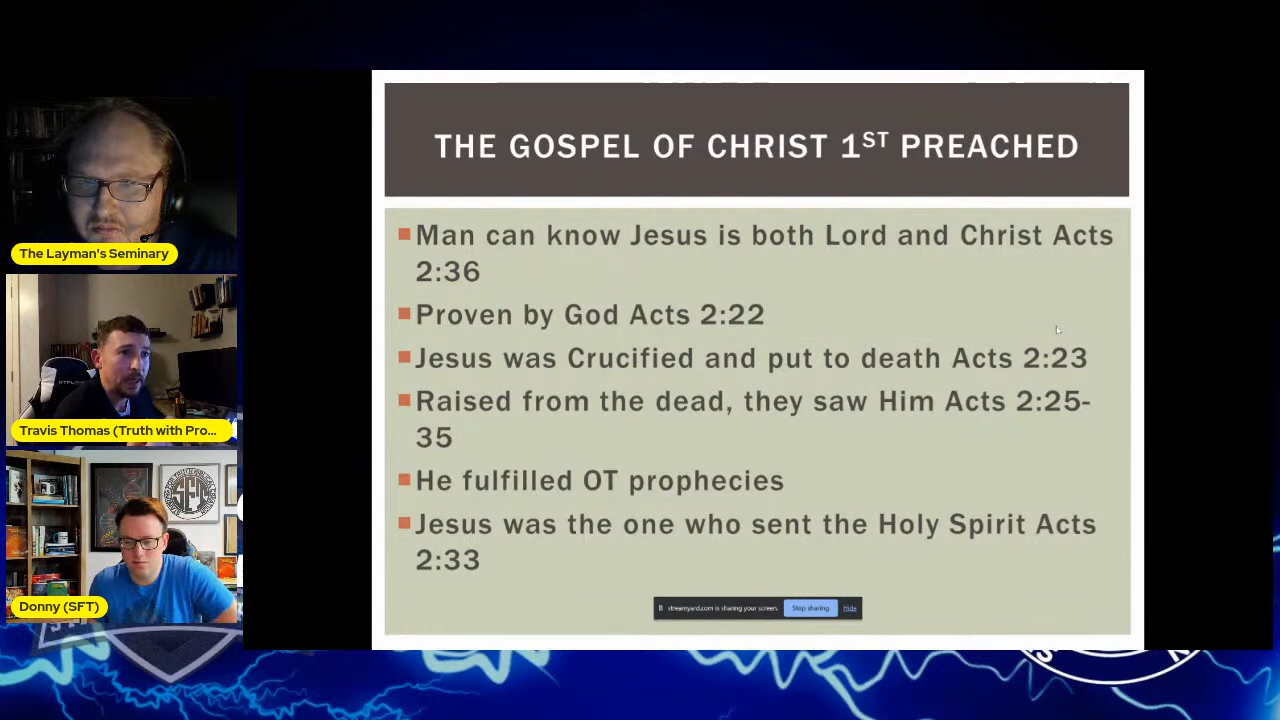 THE GOSPEL OF CHRIST 1ST PREACHED
Man can know Jesus is both Lord and Christ Acts
2:36
Proven by God Acts 2:22
Jesus was Crucified and put to death Acts 2:23
Raised from the dead, they saw Him Acts 2:25-
35
He fulfilled OT prophecies
Jesus was the one who sent the Holy Spirit Acts
2:33
streamyard.com is sharing your screen. Stop sharing Hide
The Layman's Seminary
Travis Thomas (Truth with Pro...
SFT
Donny (SFT)